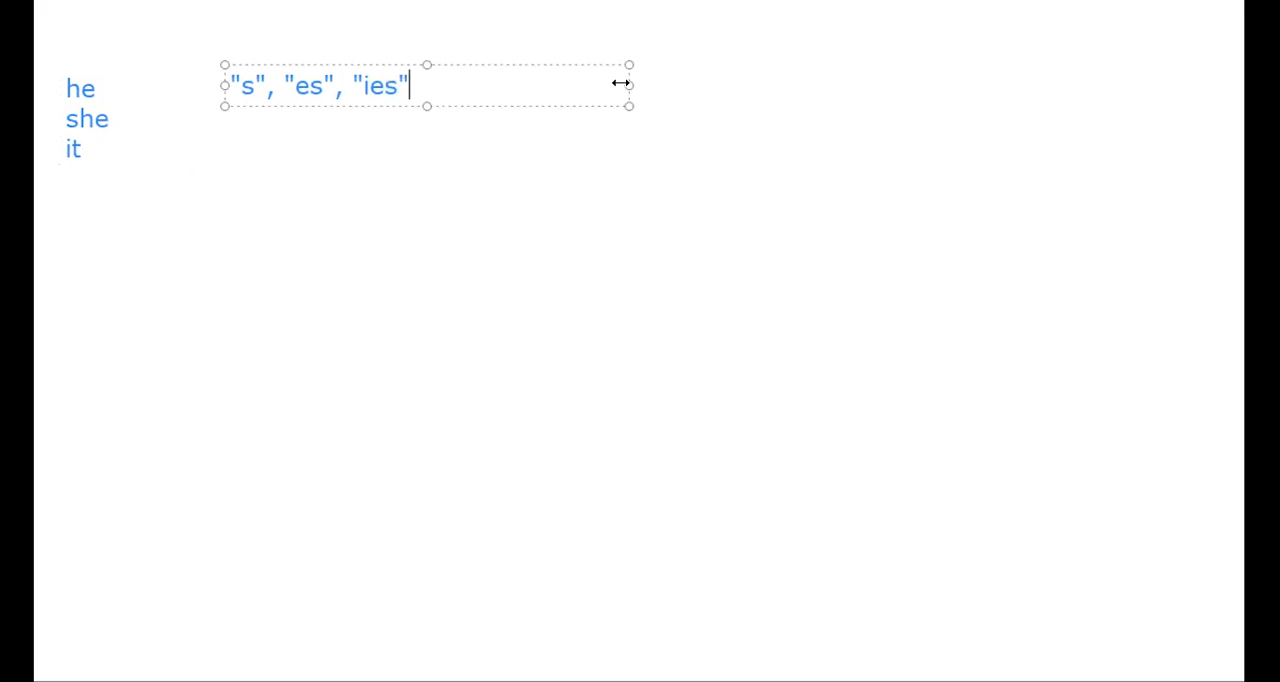 he
she
it
"s", "es", "ies"